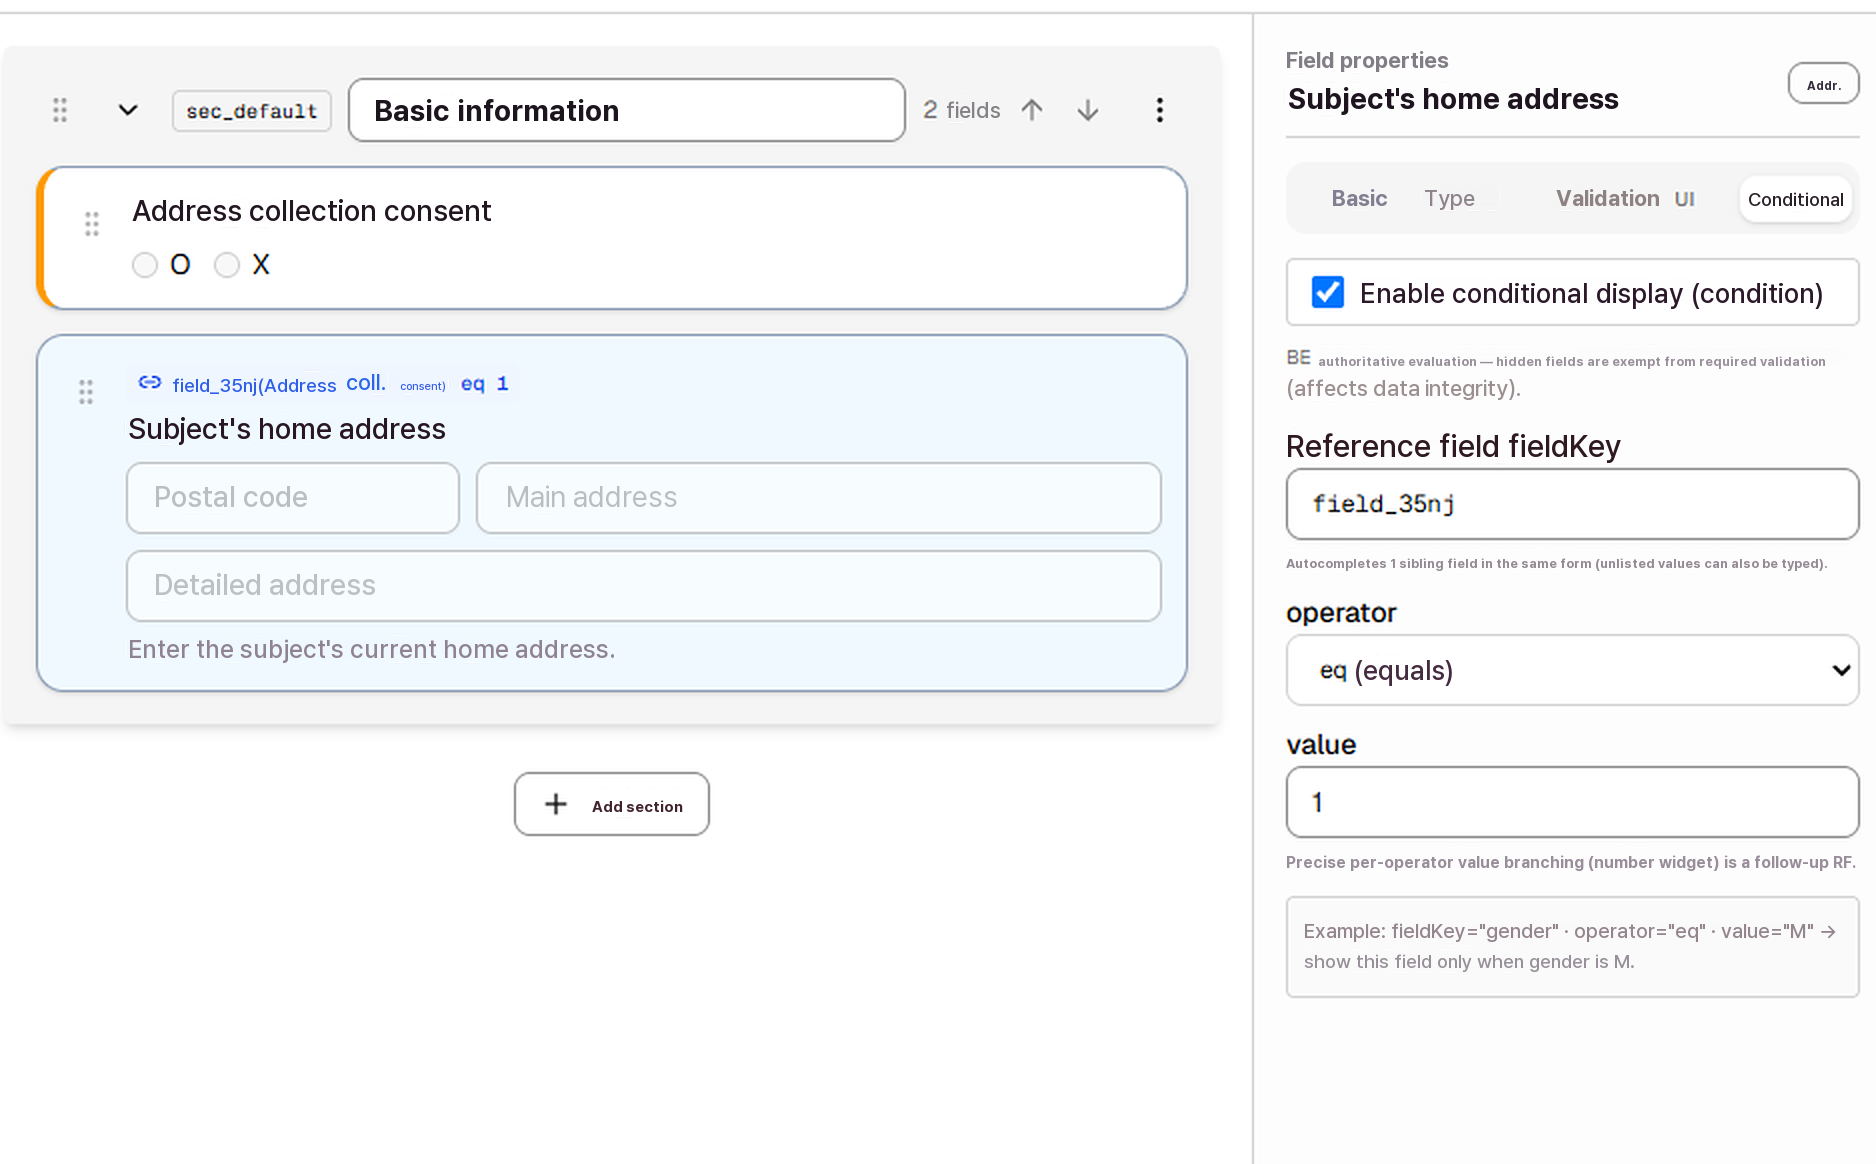 sec_default
Basic information
2 fields
Address collection consent
O X
field_35nj(Address coll. consent) eq 1
Subject's home address
Postal code
Main address
Detailed address
Enter the subject's current home address.
Add section
Field properties
Subject's home address
Addr.
Basic Type Validation UI Conditional
Enable conditional display (condition)
BE authoritative evaluation — hidden fields are exempt from required validation
(affects data integrity).
Reference field fieldKey
field_35nj
Autocompletes 1 sibling field in the same form (unlisted values can also be typed).
operator
eq (equals)
value
1
Precise per-operator value branching (number widget) is a follow-up RF.
Example: fieldKey="gender" · operator="eq" · value="M" →
show this field only when gender is M.